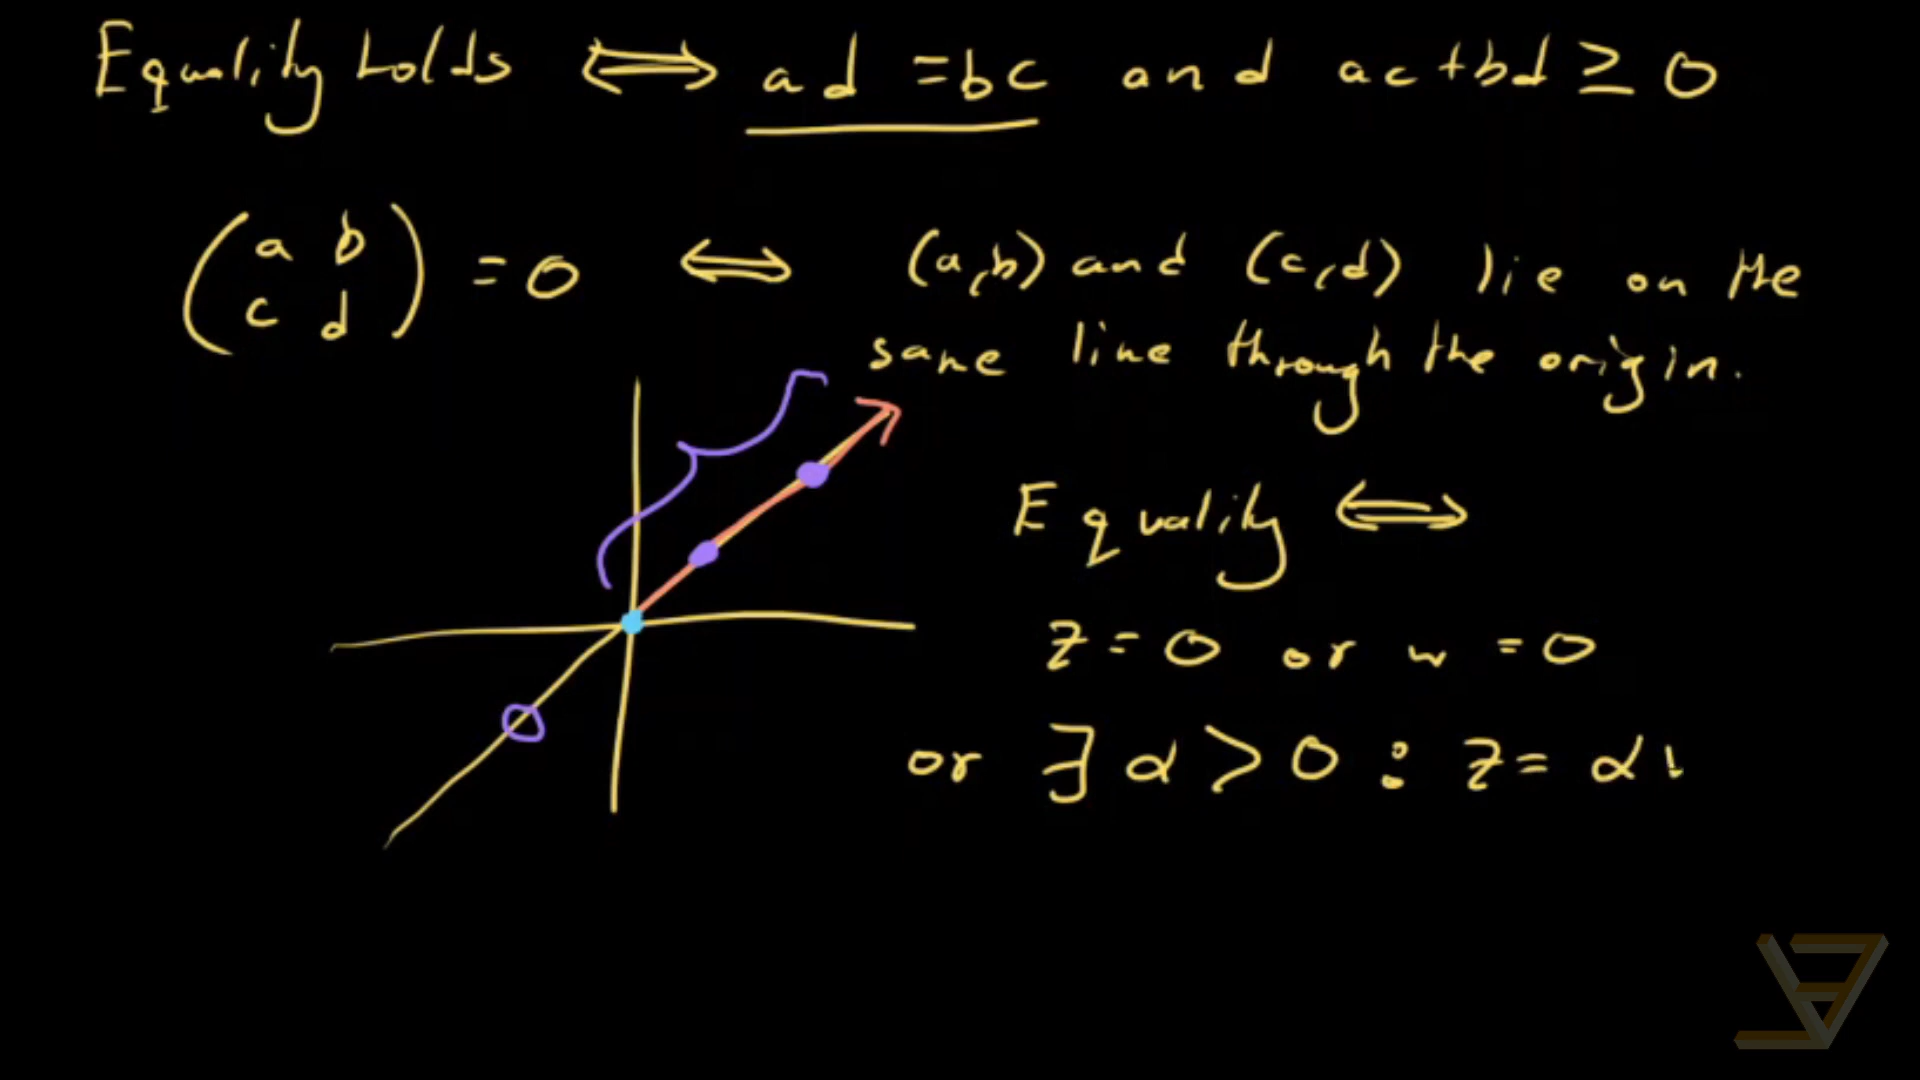 Equality holds ⟺ ad = bc and ac + bd ≥ 0
( a b
c d ) = 0 ⟺ (a,b) and (c,d) lie on the
same line through the origin.
Equality ⟺
z = 0 or w = 0
or ∃ α > 0 : z = α